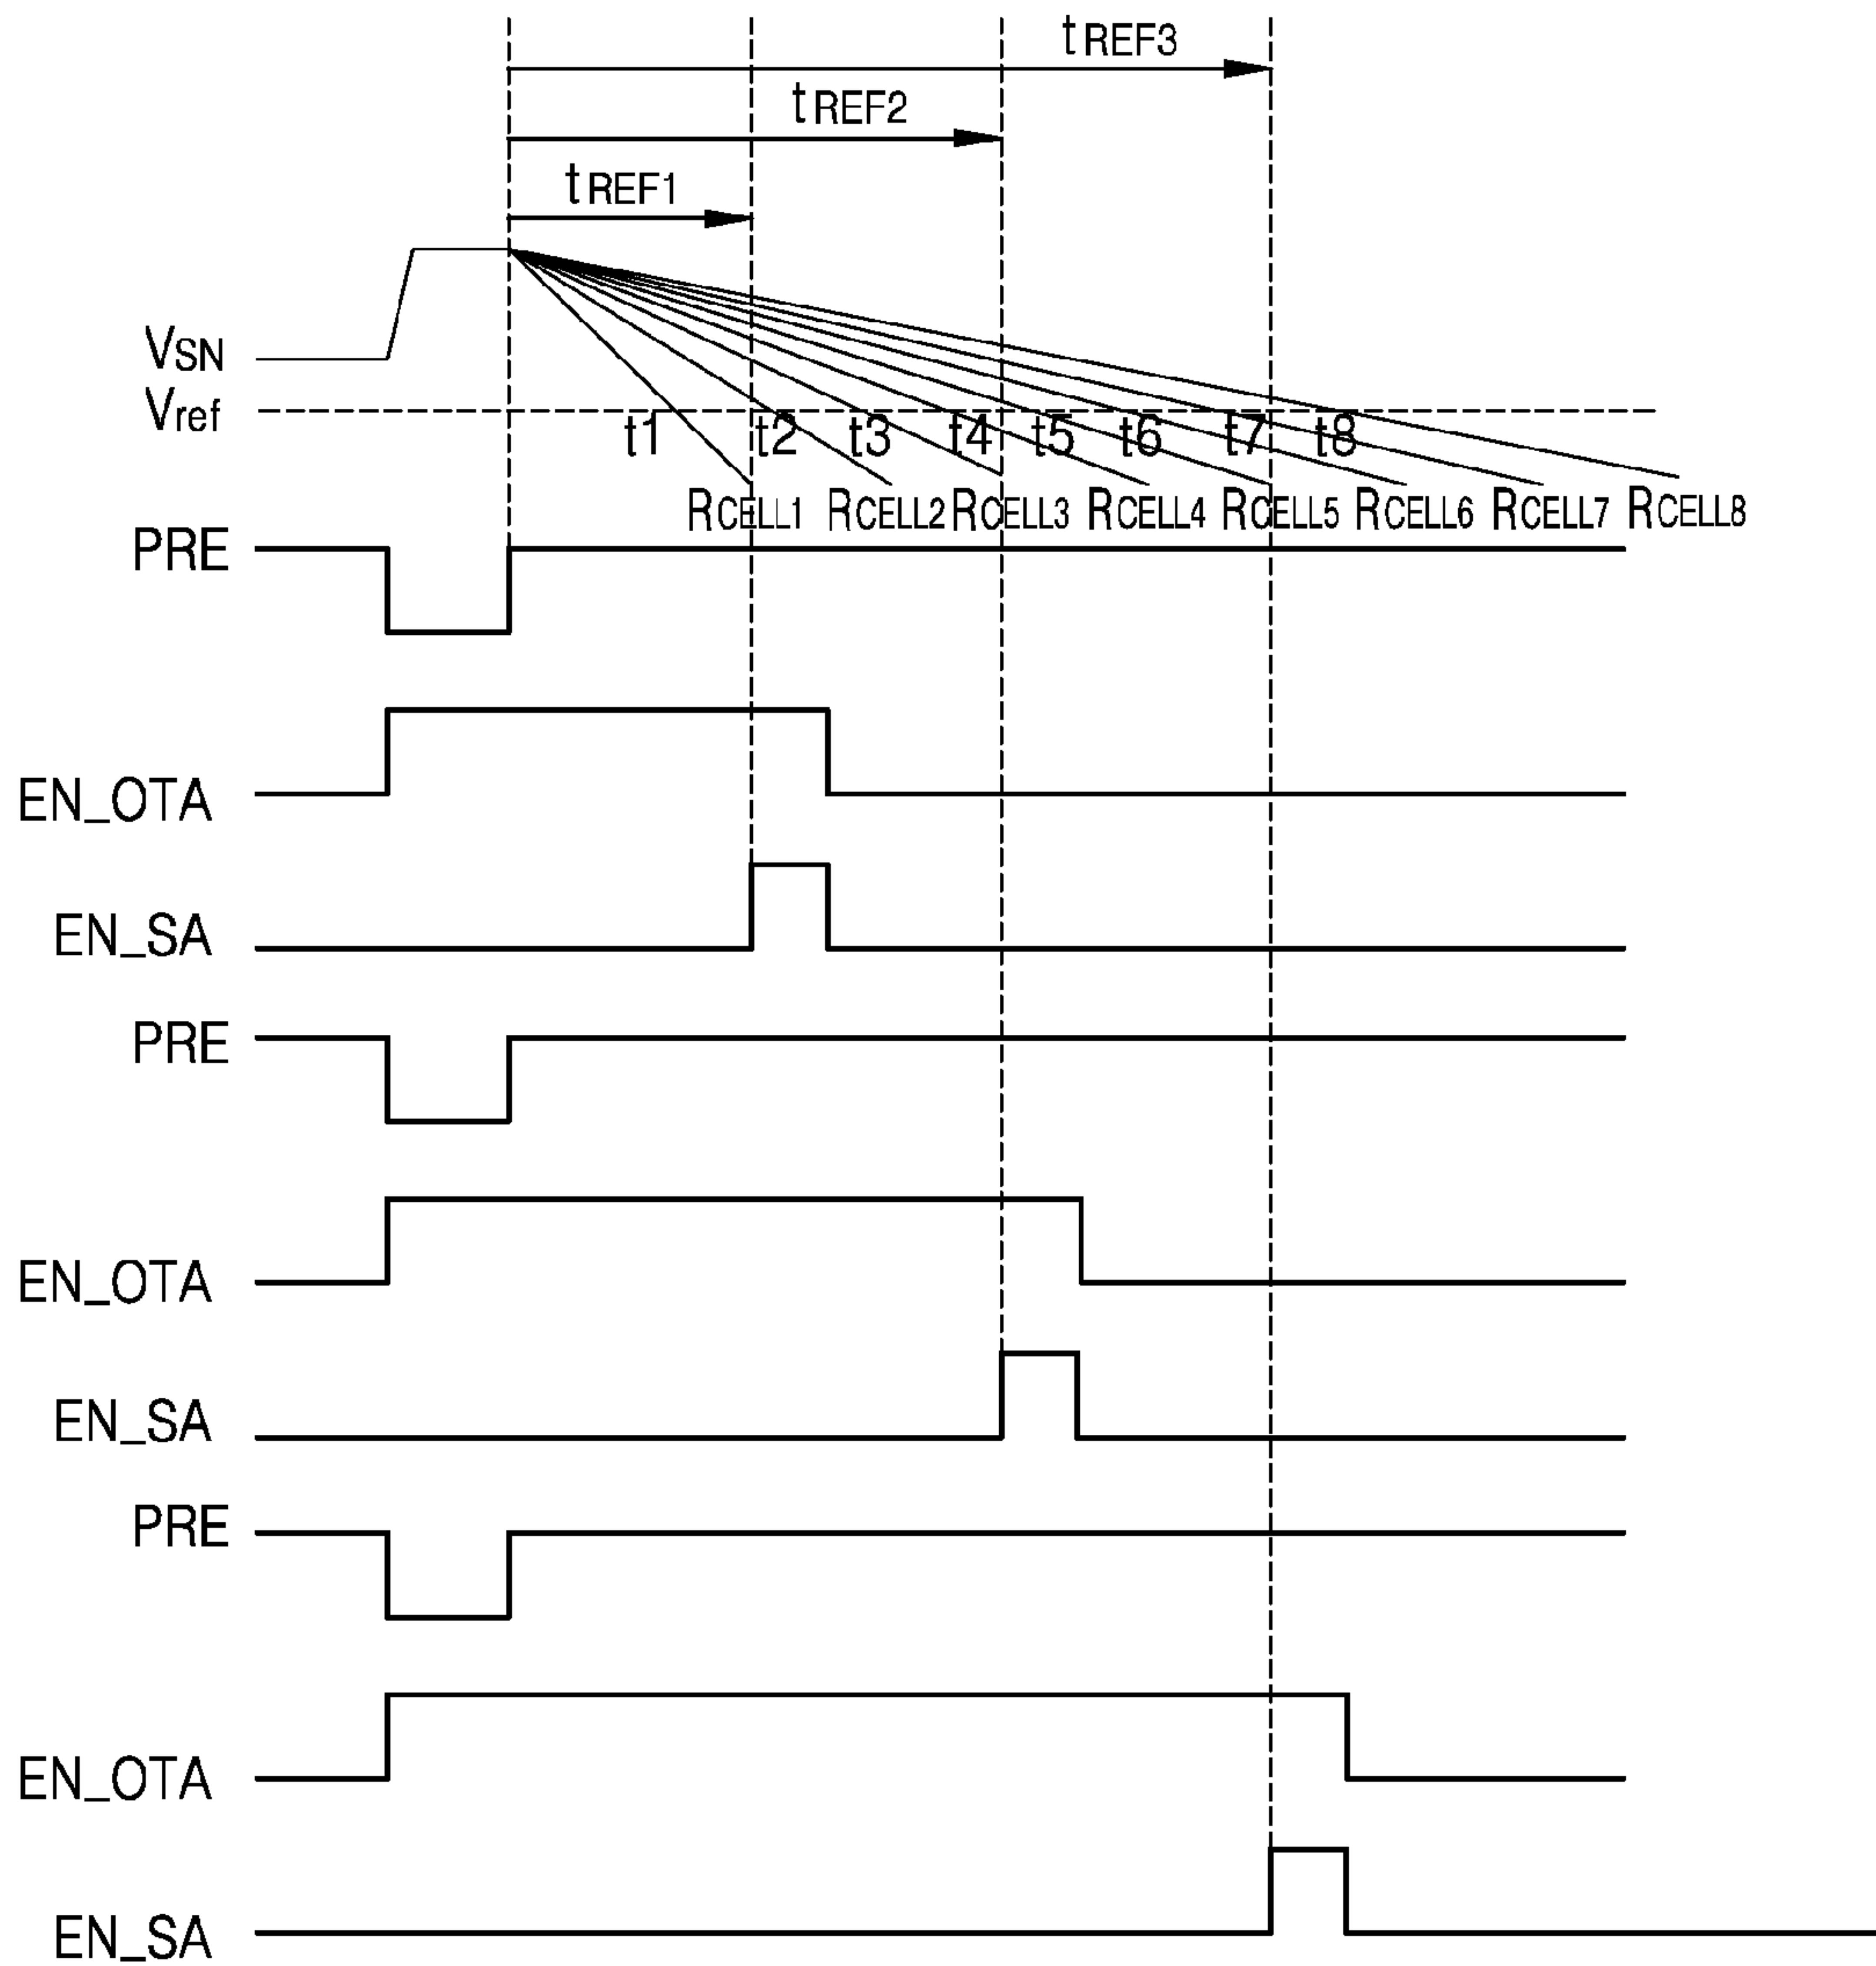 tREF3
tREF2
tREF1
VSN
Vref
t1 t2 t3 t4 t5 t6 t7 t8
RCELL1 RCELL2 RCELL3 RCELL4 RCELL5 RCELL6 RCELL7 RCELL8
PRE
EN_OTA
EN_SA
PRE
EN_OTA
EN_SA
PRE
EN_OTA
EN_SA